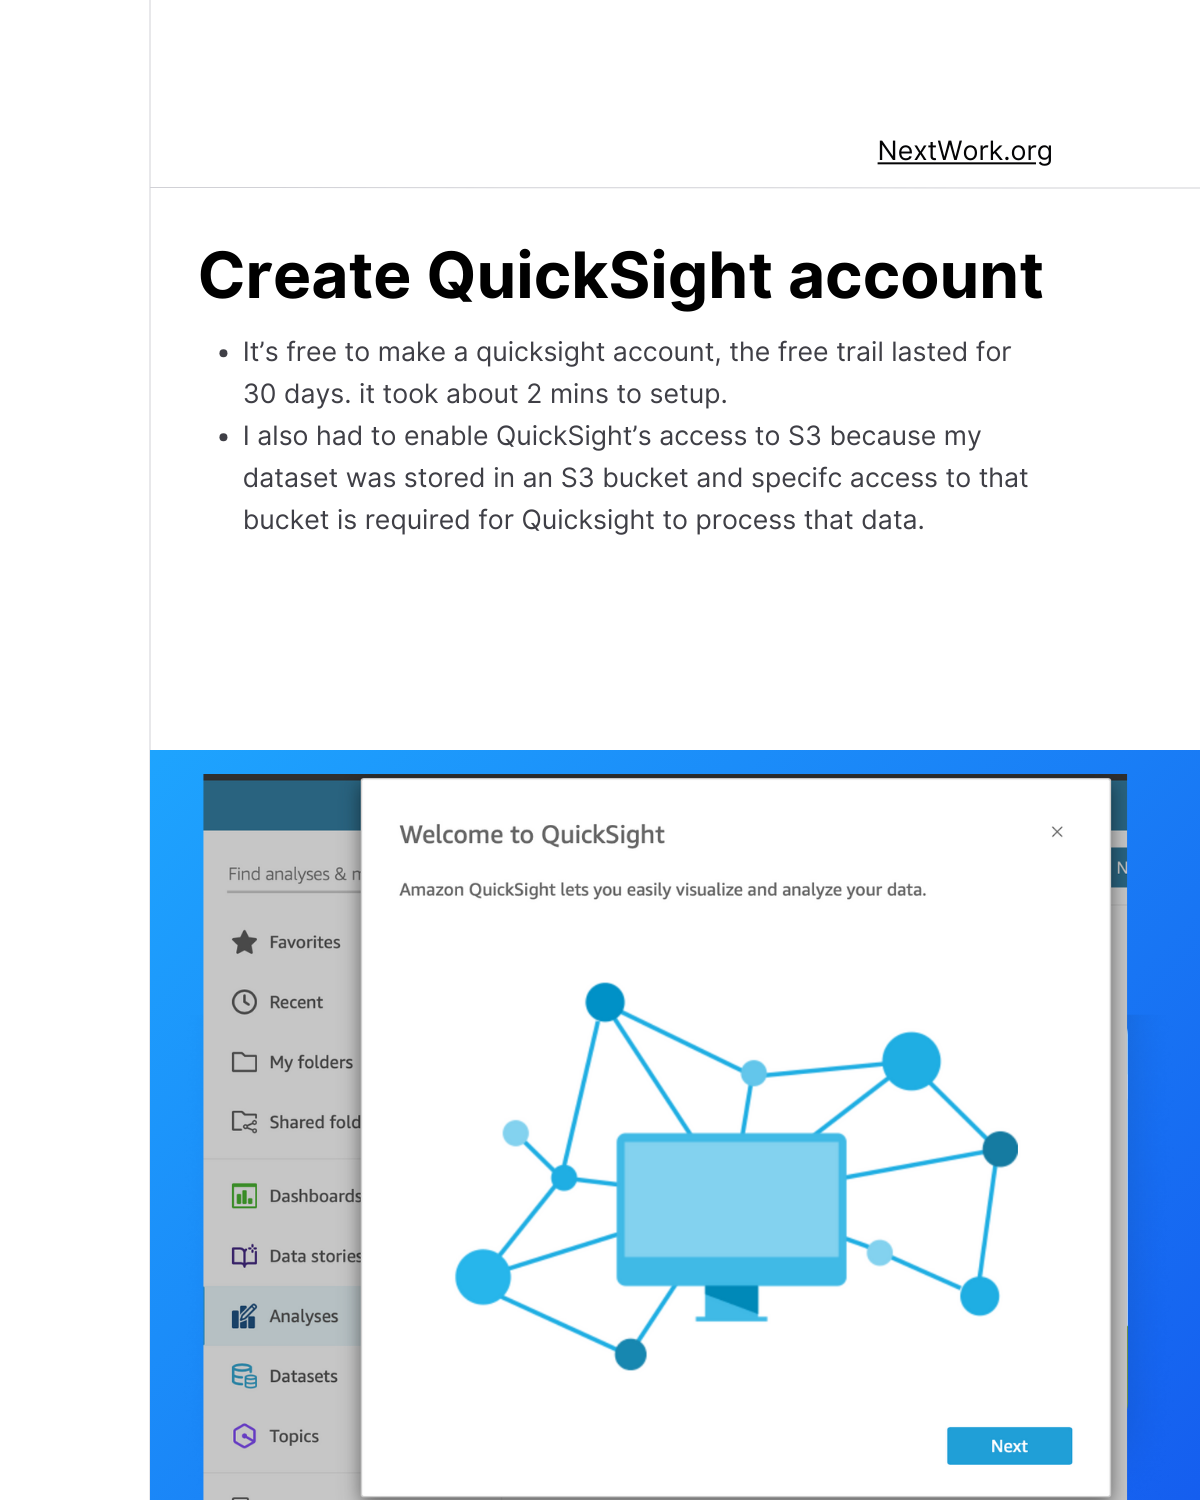 NextWork.org
Create QuickSight account
• It’s free to make a quicksight account, the free trail lasted for
30 days. it took about 2 mins to setup.
• I also had to enable QuickSight’s access to S3 because my
dataset was stored in an S3 bucket and specifc access to that
bucket is required for Quicksight to process that data.
Welcome to QuickSight
Amazon QuickSight lets you easily visualize and analyze your data.
Find analyses &
Favorites
Recent
My folders
Shared fold
Dashboards
Data stories
Analyses
Datasets
Topics
Next